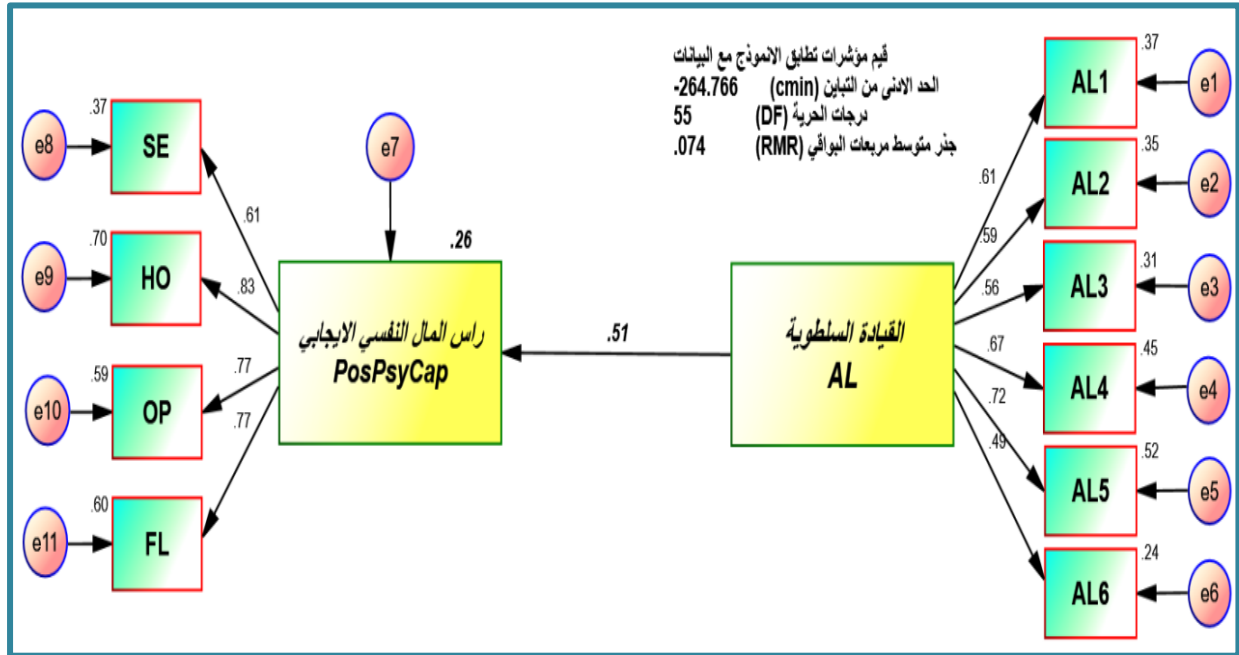 قيم مؤشرات تطابق الانموذج مع البيانات
الحد الادنى من التباين (cmin) -264.766
درجات الحرية (DF) 55
جذر متوسط مربعات البواقي (RMR) .074
e8
.37
SE
.61
e9
.70
HO
.83
e10
.59
OP
.77
e11
.60
FL
.77
e7
.26
راس المال النفسي الايجابي
PosPsyCap
.51
القيادة السلطوية
AL
.61
.37
AL1
e1
.59
.35
AL2
e2
.56
.31
AL3
e3
.67
.45
AL4
e4
.72
.52
AL5
e5
.49
.24
AL6
e6